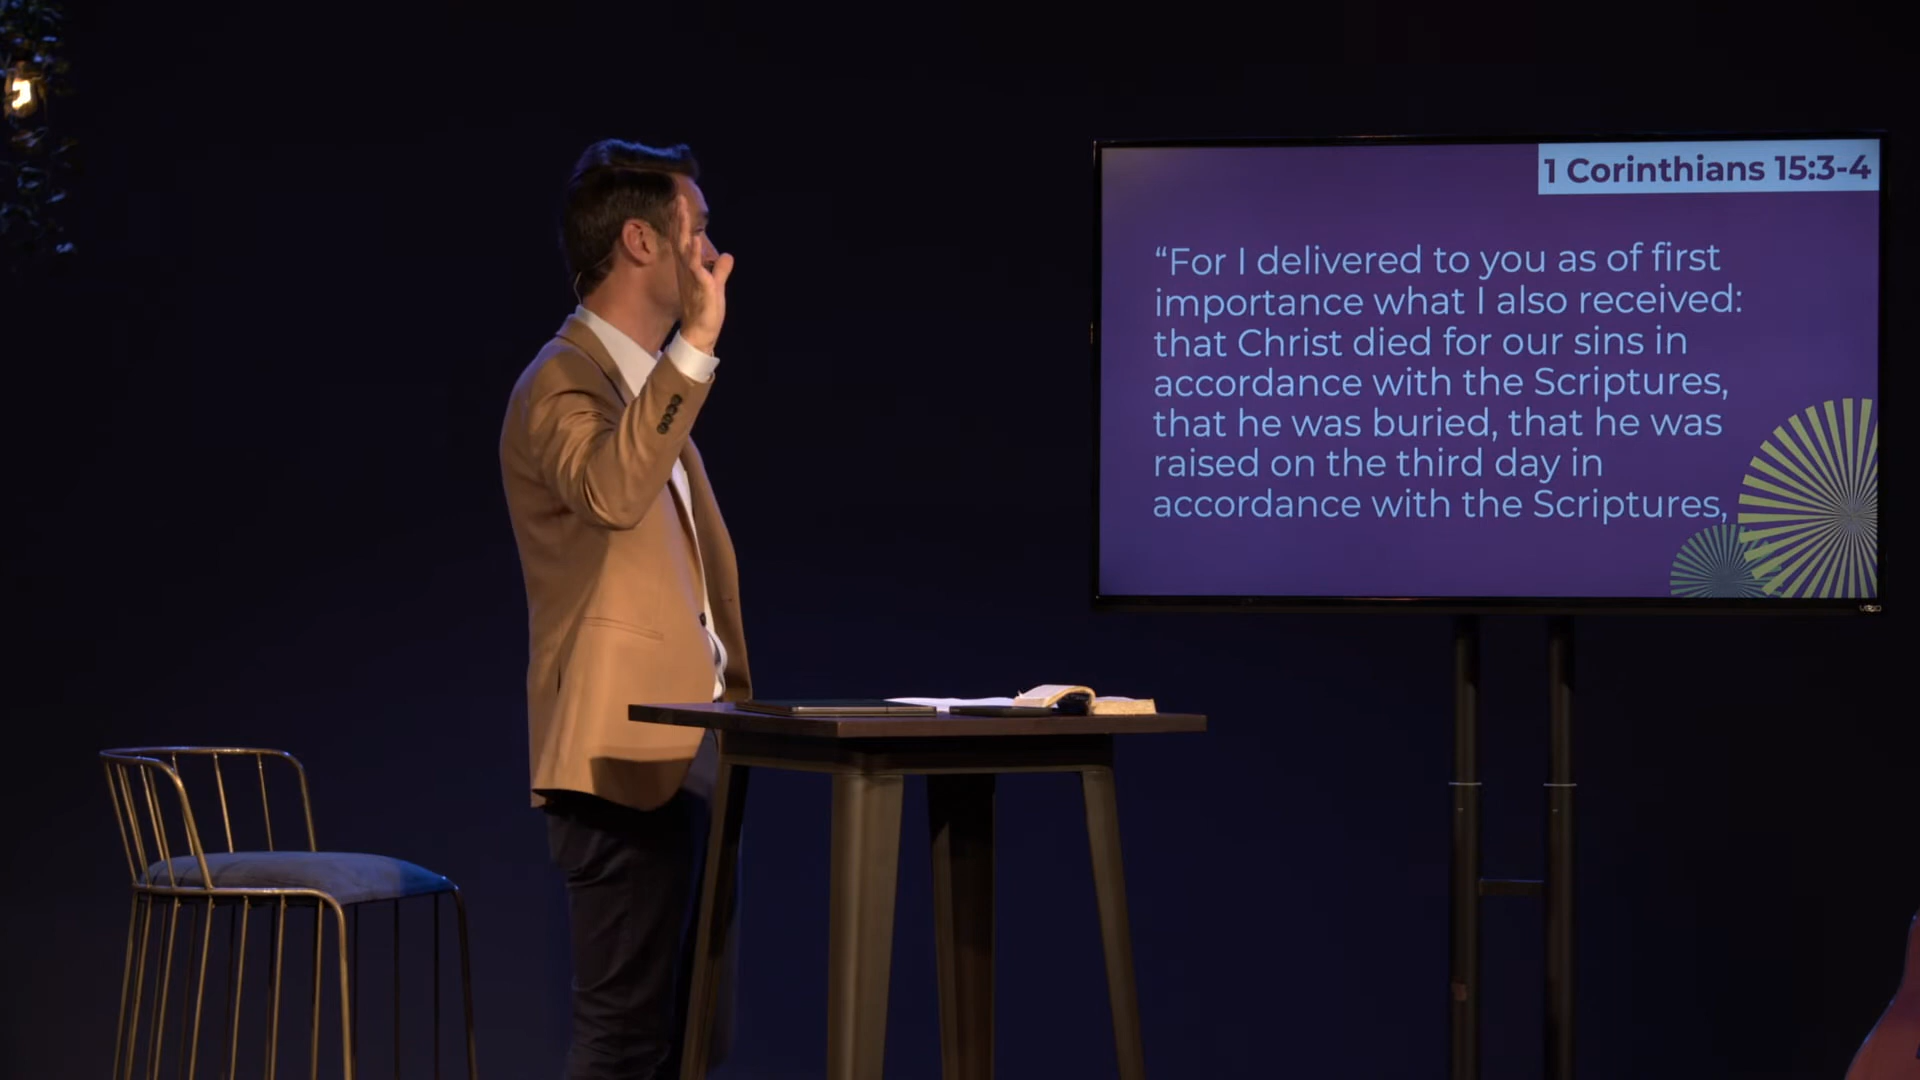 1 Corinthians 15:3-4
“For I delivered to you as of first
importance what I also received:
that Christ died for our sins in
accordance with the Scriptures,
that he was buried, that he was
raised on the third day in
accordance with the Scriptures,